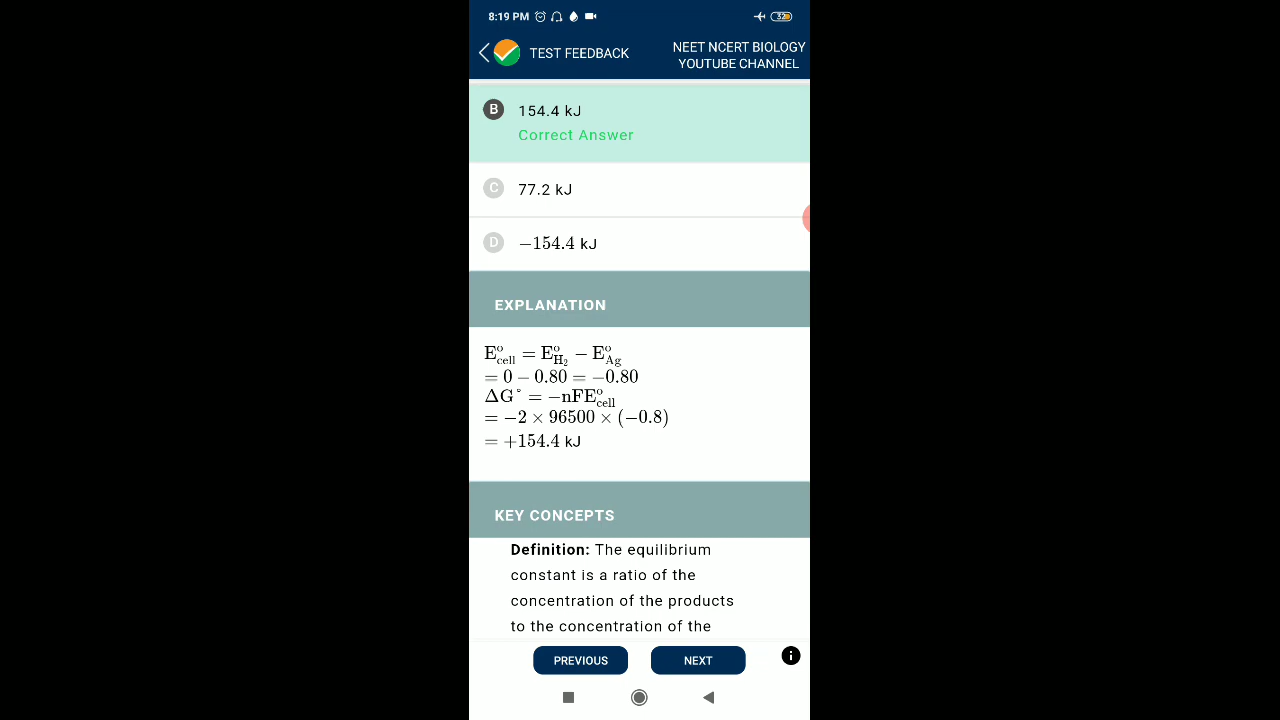 8:19 PM 32
TEST FEEDBACK
NEET NCERT BIOLOGY
YOUTUBE CHANNEL
B 154.4 kJ
Correct Answer
C 77.2 kJ
D −154.4 kJ
EXPLANATION
E°cell = E°H₂ − E°Ag
= 0 − 0.80 = −0.80
ΔG° = −nFE°cell
= −2 × 96500 × (−0.8)
= +154.4 kJ
KEY CONCEPTS
Definition: The equilibrium
constant is a ratio of the
concentration of the products
to the concentration of the
PREVIOUS NEXT